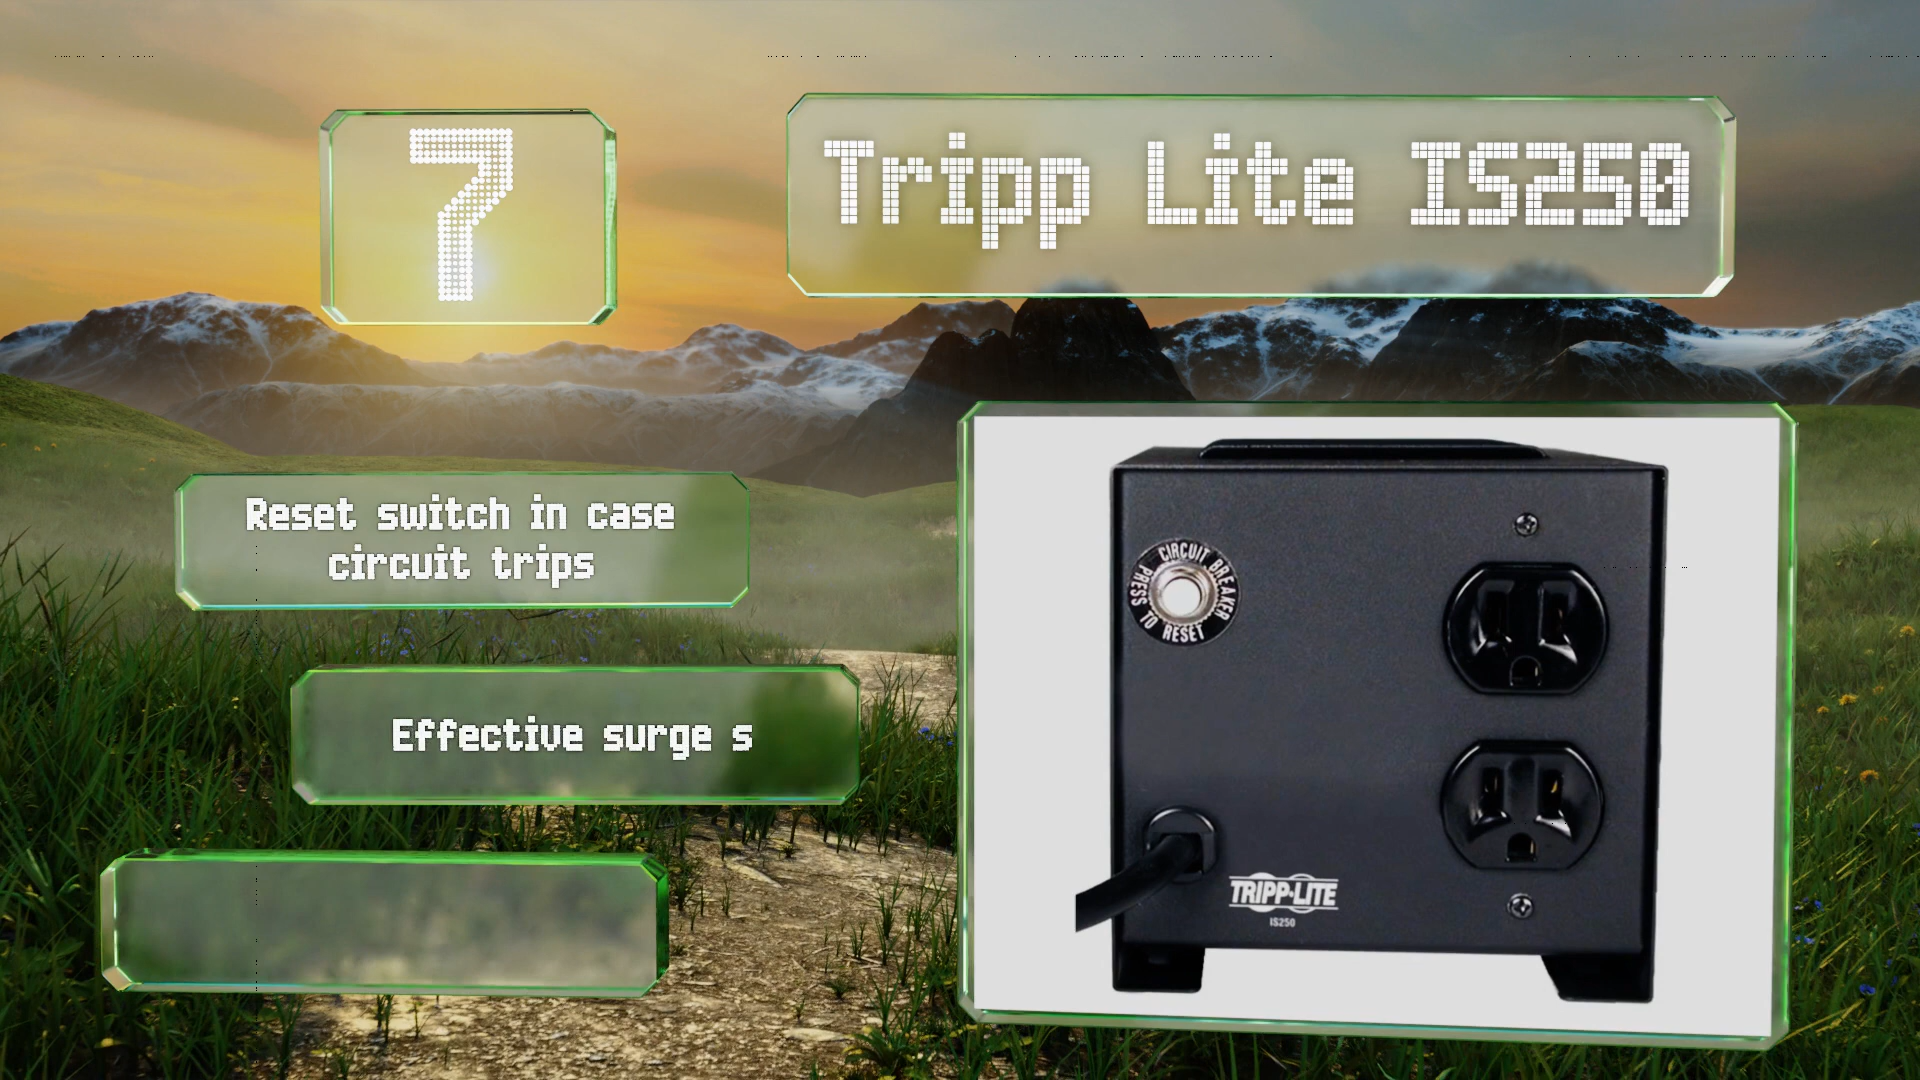 7
Tripp Lite IS250
Reset switch in case
circuit trips
Effective surge s
CIRCUIT BREAKER
PRESS TO RESET
TRIPP·LITE
IS250